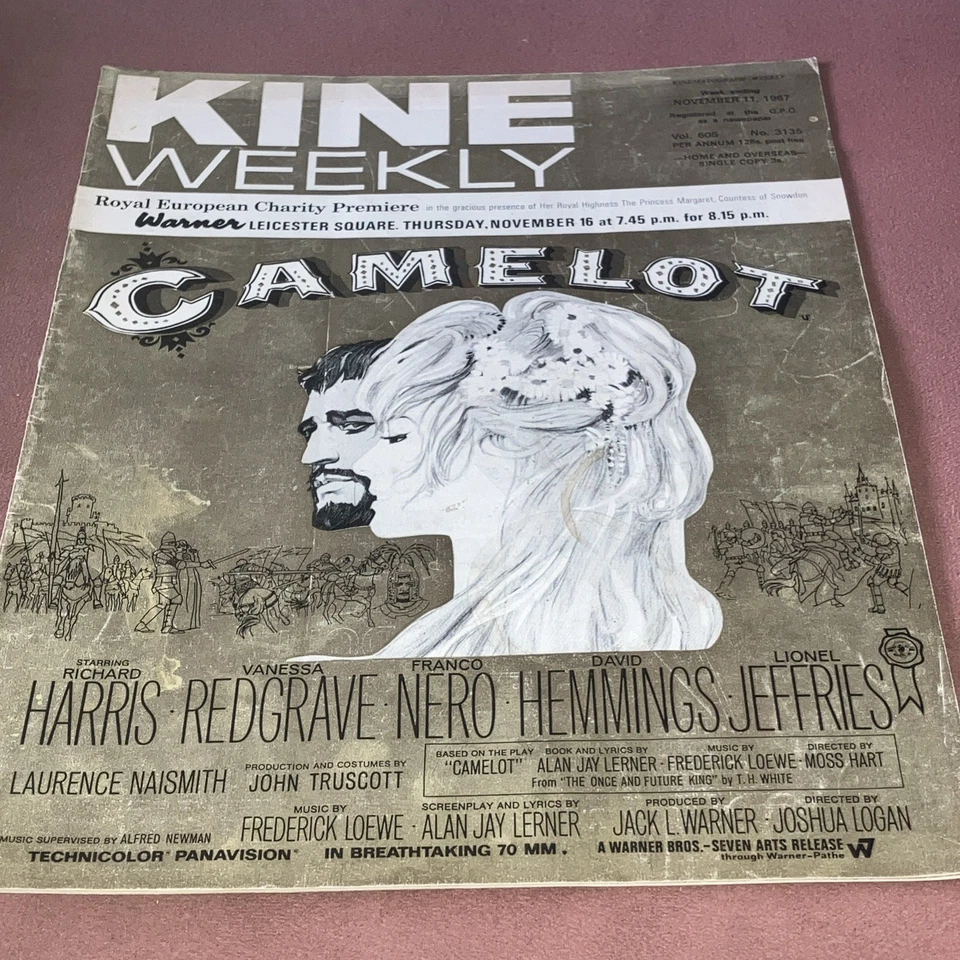 KINE
WEEKLY
KINEMATOGRAPH WEEKLY
Week ending
NOVEMBER 11, 1967
Registered at the G.P.O.
as a newspaper
Vol. 605 No. 3135
PER ANNUM 126s. post free
—HOME AND OVERSEAS—
SINGLE COPY 3s.
Royal European Charity Premiere in the gracious presence of Her Royal Highness The Princess Margaret, Countess of Snowdon
Warner LEICESTER SQUARE. THURSDAY, NOVEMBER 16 at 7.45 p.m. for 8.15 p.m.
CAMELOT
STARRING
RICHARD HARRIS · VANESSA REDGRAVE · FRANCO NERO · DAVID HEMMINGS · LIONEL JEFFRIES
LAURENCE NAISMITH
PRODUCTION AND COSTUMES BY
JOHN TRUSCOTT
BASED ON THE PLAY BOOK AND LYRICS BY MUSIC BY DIRECTED BY
"CAMELOT" ALAN JAY LERNER · FREDERICK LOEWE · MOSS HART
From "THE ONCE AND FUTURE KING" by T. H. WHITE
MUSIC BY SCREENPLAY AND LYRICS BY PRODUCED BY DIRECTED BY
MUSIC SUPERVISED BY ALFRED NEWMAN FREDERICK LOEWE · ALAN JAY LERNER JACK L. WARNER · JOSHUA LOGAN
TECHNICOLOR® PANAVISION® IN BREATHTAKING 70 MM. A WARNER BROS.–SEVEN ARTS RELEASE W7
through Warner-Pathe